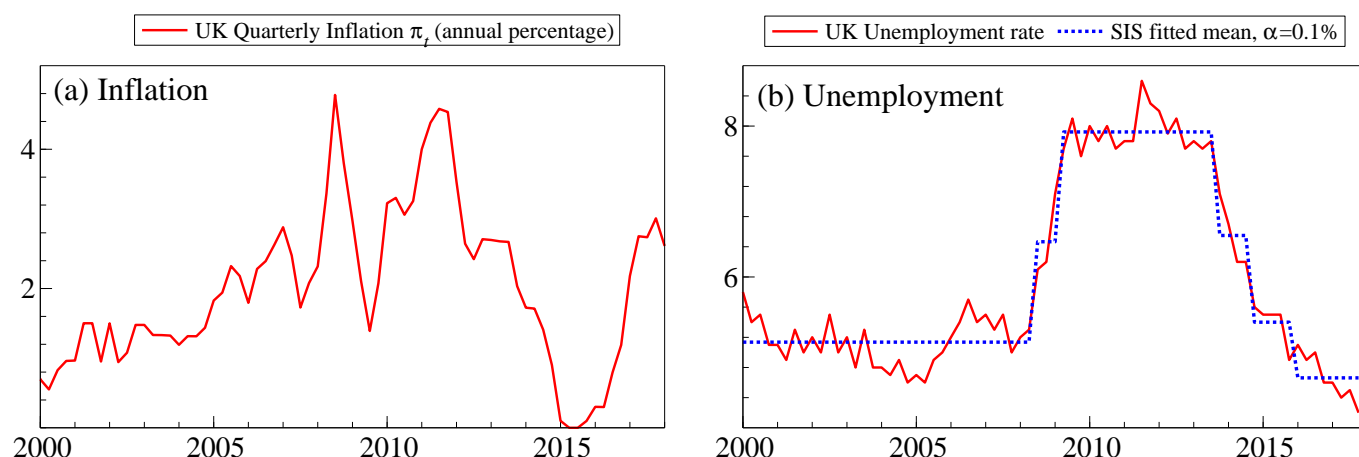 UK Quarterly Inflation πt (annual percentage)
(a) Inflation
4
2
2000 2005 2010 2015
UK Unemployment rate SIS fitted mean, α=0.1%
(b) Unemployment
8
6
2000 2005 2010 2015